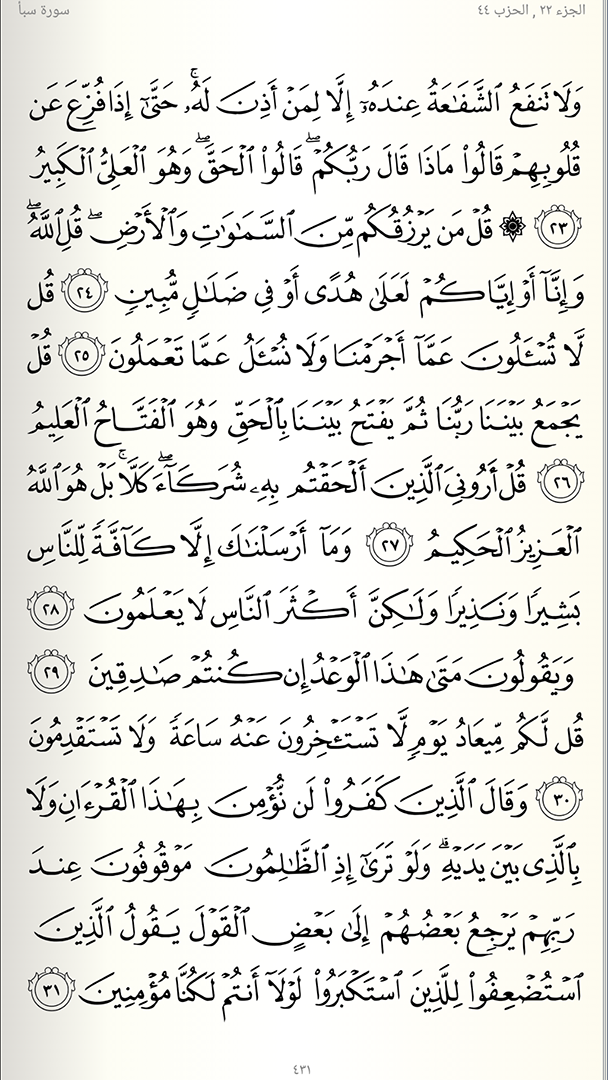 الجزء ٢٢ , الحزب ٤٤
سورة سبأ
وَلَا تَنفَعُ ٱلشَّفَٰعَةُ عِندَهُۥٓ إِلَّا لِمَنْ أَذِنَ لَهُۥۚ حَتَّىٰٓ إِذَا فُزِّعَ عَن
قُلُوبِهِمْ قَالُوا۟ مَاذَا قَالَ رَبُّكُمْۖ قَالُوا۟ ٱلْحَقَّۖ وَهُوَ ٱلْعَلِىُّ ٱلْكَبِيرُ
٢٣ ۞ قُلْ مَن يَرْزُقُكُم مِّنَ ٱلسَّمَٰوَٰتِ وَٱلْأَرْضِۖ قُلِ ٱللَّهُۖ
وَإِنَّآ أَوْ إِيَّاكُمْ لَعَلَىٰ هُدًى أَوْ فِى ضَلَٰلٍ مُّبِينٍ ٢٤ قُل
لَّا تُسْـَٔلُونَ عَمَّآ أَجْرَمْنَا وَلَا نُسْـَٔلُ عَمَّا تَعْمَلُونَ ٢٥ قُلْ
يَجْمَعُ بَيْنَنَا رَبُّنَا ثُمَّ يَفْتَحُ بَيْنَنَا بِٱلْحَقِّ وَهُوَ ٱلْفَتَّاحُ ٱلْعَلِيمُ
٢٦ قُلْ أَرُونِىَ ٱلَّذِينَ أَلْحَقْتُم بِهِۦ شُرَكَآءَۖ كَلَّاۚ بَلْ هُوَ ٱللَّهُ
ٱلْعَزِيزُ ٱلْحَكِيمُ ٢٧ وَمَآ أَرْسَلْنَٰكَ إِلَّا كَآفَّةً لِّلنَّاسِ
بَشِيرًا وَنَذِيرًا وَلَٰكِنَّ أَكْثَرَ ٱلنَّاسِ لَا يَعْلَمُونَ ٢٨
وَيَقُولُونَ مَتَىٰ هَٰذَا ٱلْوَعْدُ إِن كُنتُمْ صَٰدِقِينَ ٢٩
قُل لَّكُم مِّيعَادُ يَوْمٍ لَّا تَسْتَـْٔخِرُونَ عَنْهُ سَاعَةً وَلَا تَسْتَقْدِمُونَ
٣٠ وَقَالَ ٱلَّذِينَ كَفَرُوا۟ لَن نُّؤْمِنَ بِهَٰذَا ٱلْقُرْءَانِ وَلَا
بِٱلَّذِى بَيْنَ يَدَيْهِۗ وَلَوْ تَرَىٰٓ إِذِ ٱلظَّٰلِمُونَ مَوْقُوفُونَ عِندَ
رَبِّهِمْ يَرْجِعُ بَعْضُهُمْ إِلَىٰ بَعْضٍ ٱلْقَوْلَ يَقُولُ ٱلَّذِينَ
ٱسْتُضْعِفُوا۟ لِلَّذِينَ ٱسْتَكْبَرُوا۟ لَوْلَآ أَنتُمْ لَكُنَّا مُؤْمِنِينَ ٣١
٤٣١